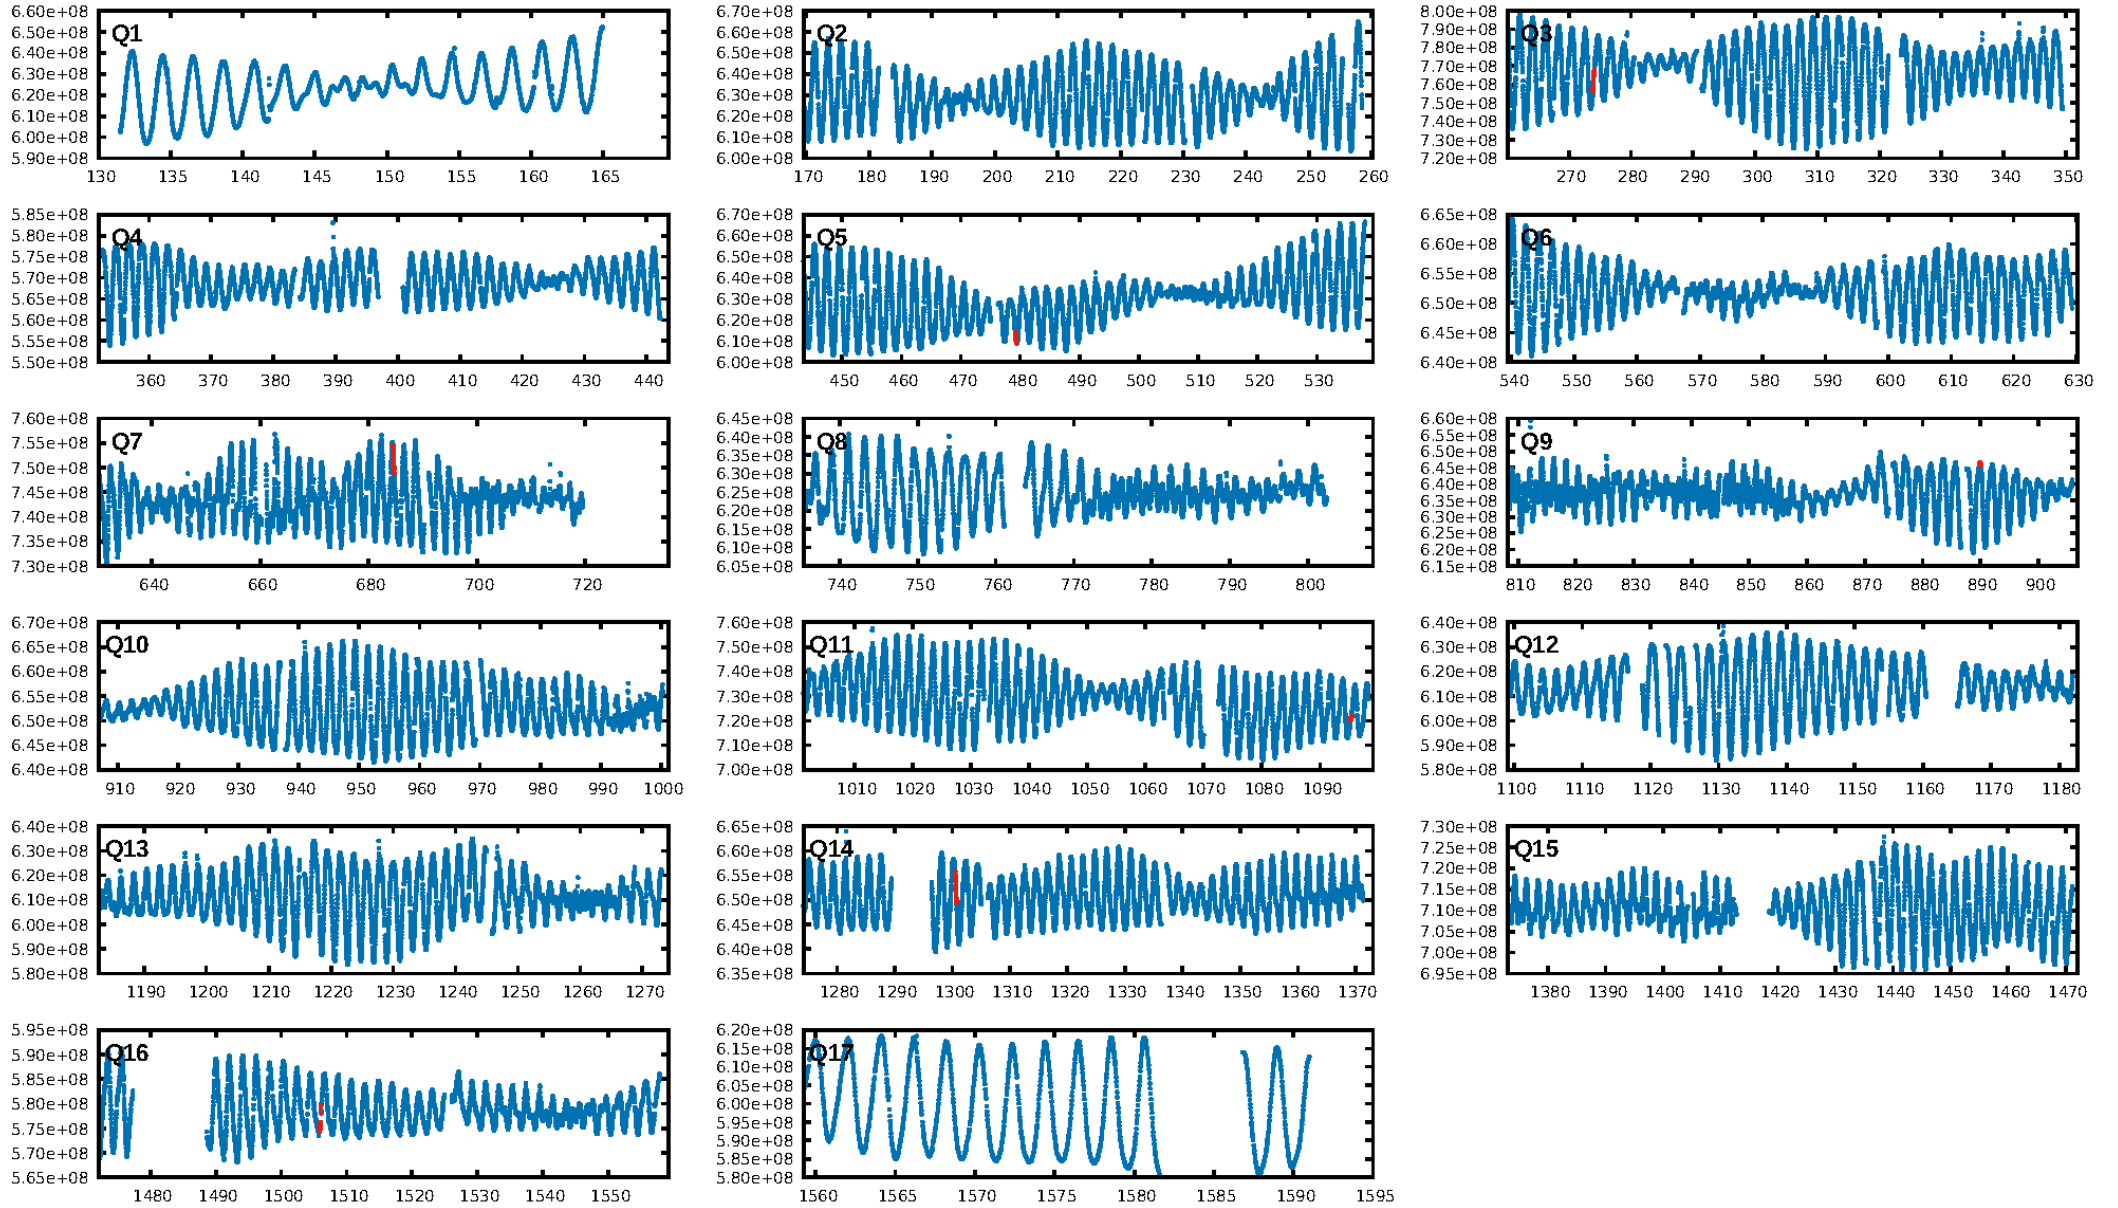 6.60e+08
6.50e+08
6.40e+08
6.30e+08
6.20e+08
6.10e+08
6.00e+08
5.90e+08
Q1
130 135 140 145 150 155 160 165
6.70e+08
6.60e+08
6.50e+08
6.40e+08
6.30e+08
6.20e+08
6.10e+08
6.00e+08
Q2
170 180 190 200 210 220 230 240 250 260
8.00e+08
7.90e+08
7.80e+08
7.70e+08
7.60e+08
7.50e+08
7.40e+08
7.30e+08
7.20e+08
Q3
270 280 290 300 310 320 330 340 350
5.85e+08
5.80e+08
5.75e+08
5.70e+08
5.65e+08
5.60e+08
5.55e+08
5.50e+08
Q4
360 370 380 390 400 410 420 430 440
6.70e+08
6.60e+08
6.50e+08
6.40e+08
6.30e+08
6.20e+08
6.10e+08
6.00e+08
Q5
450 460 470 480 490 500 510 520 530
6.65e+08
6.60e+08
6.55e+08
6.50e+08
6.45e+08
6.40e+08
Q6
540 550 560 570 580 590 600 610 620 630
7.60e+08
7.55e+08
7.50e+08
7.45e+08
7.40e+08
7.35e+08
7.30e+08
Q7
640 660 680 700 720
6.45e+08
6.40e+08
6.35e+08
6.30e+08
6.25e+08
6.20e+08
6.15e+08
6.10e+08
6.05e+08
Q8
740 750 760 770 780 790 800
6.60e+08
6.55e+08
6.50e+08
6.45e+08
6.40e+08
6.35e+08
6.30e+08
6.25e+08
6.20e+08
6.15e+08
Q9
810 820 830 840 850 860 870 880 890 900
6.70e+08
6.65e+08
6.60e+08
6.55e+08
6.50e+08
6.45e+08
6.40e+08
Q10
910 920 930 940 950 960 970 980 990 1000
7.60e+08
7.50e+08
7.40e+08
7.30e+08
7.20e+08
7.10e+08
7.00e+08
Q11
1010 1020 1030 1040 1050 1060 1070 1080 1090
6.40e+08
6.30e+08
6.20e+08
6.10e+08
6.00e+08
5.90e+08
5.80e+08
Q12
1100 1110 1120 1130 1140 1150 1160 1170 1180
6.40e+08
6.30e+08
6.20e+08
6.10e+08
6.00e+08
5.90e+08
5.80e+08
Q13
1190 1200 1210 1220 1230 1240 1250 1260 1270
6.65e+08
6.60e+08
6.55e+08
6.50e+08
6.45e+08
6.40e+08
6.35e+08
Q14
1280 1290 1300 1310 1320 1330 1340 1350 1360 1370
7.30e+08
7.25e+08
7.20e+08
7.15e+08
7.10e+08
7.05e+08
7.00e+08
6.95e+08
Q15
1380 1390 1400 1410 1420 1430 1440 1450 1460 1470
5.95e+08
5.90e+08
5.85e+08
5.80e+08
5.75e+08
5.70e+08
5.65e+08
Q16
1480 1490 1500 1510 1520 1530 1540 1550
6.20e+08
6.15e+08
6.10e+08
6.05e+08
6.00e+08
5.95e+08
5.90e+08
5.85e+08
5.80e+08
Q17
1560 1565 1570 1575 1580 1585 1590 1595